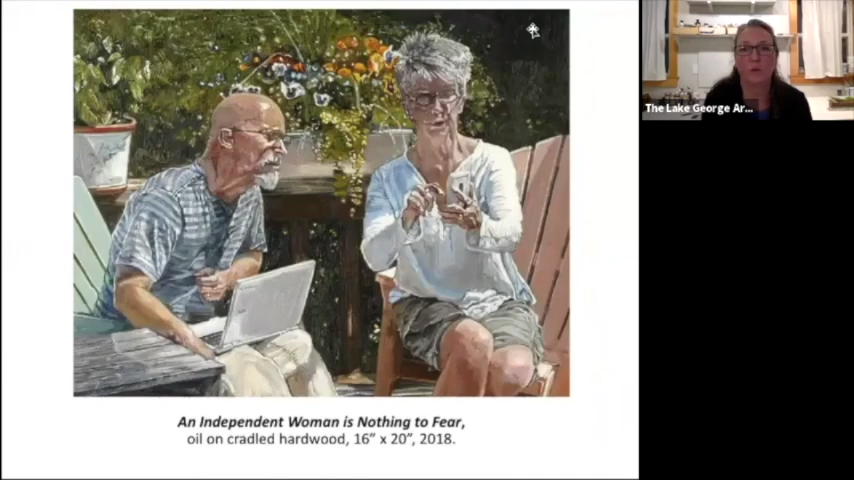 The Lake George Ar...
An Independent Woman is Nothing to Fear,
oil on cradled hardwood, 16” x 20”, 2018.